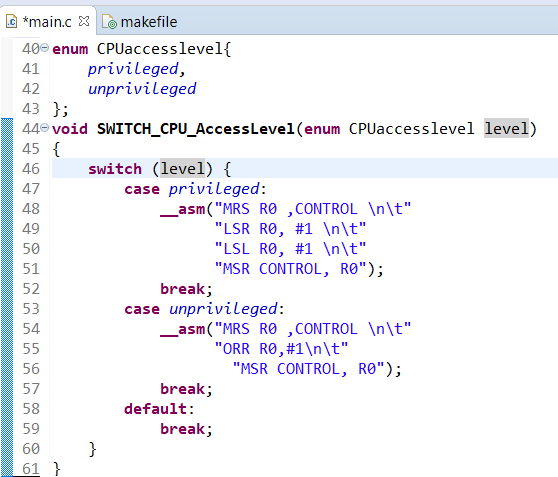 *main.c makefile
40 enum CPUaccesslevel{
41     privileged,
42     unprivileged
43 };
44 void SWITCH_CPU_AccessLevel(enum CPUaccesslevel level)
45 {
46     switch (level) {
47         case privileged:
48             __asm("MRS R0 ,CONTROL \n\t"
49                   "LSR R0, #1 \n\t"
50                   "LSL R0, #1 \n\t"
51                   "MSR CONTROL, R0");
52             break;
53         case unprivileged:
54             __asm("MRS R0 ,CONTROL \n\t"
55                   "ORR R0,#1\n\t"
56                     "MSR CONTROL, R0");
57             break;
58         default:
59             break;
60     }
61 }